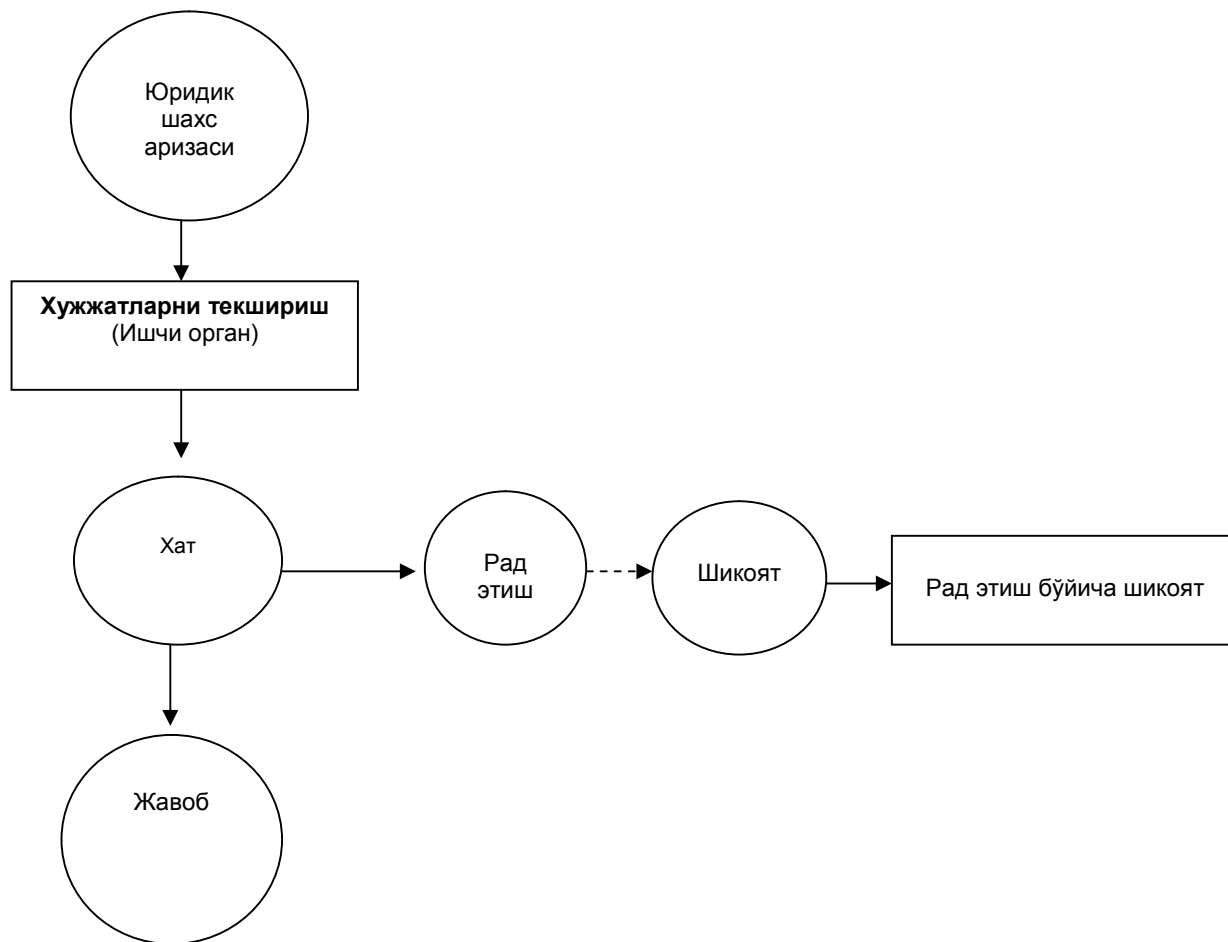 Юридик
шахс
аризаси
Хужжатларни текшириш
(Ишчи орган)
Хат
Рад
этиш
Шикоят
Рад этиш бўйича шикоят
Жавоб